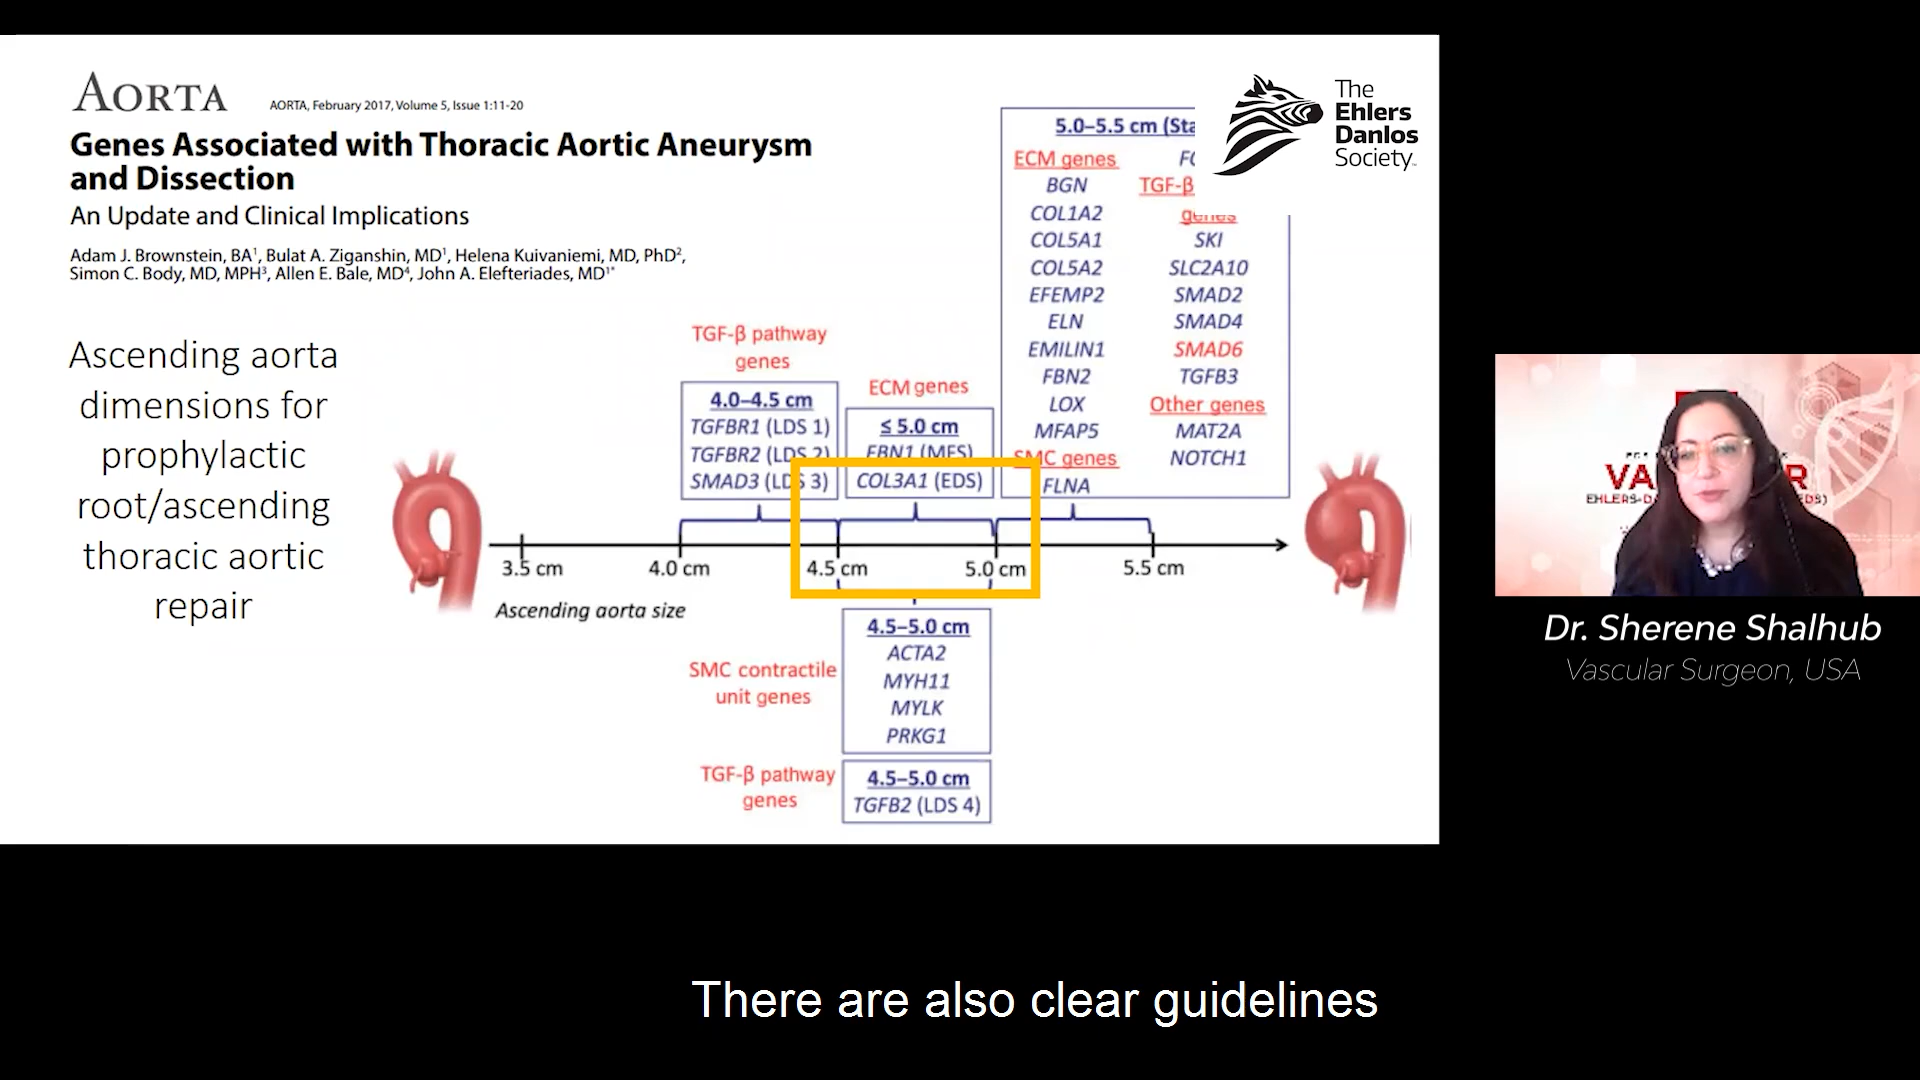 AORTA
AORTA, February 2017, Volume 5, Issue 1:11-20
Genes Associated with Thoracic Aortic Aneurysm
and Dissection
An Update and Clinical Implications
Adam J. Brownstein, BA¹, Bulat A. Ziganshin, MD¹, Helena Kuivaniemi, MD, PhD²,
Simon C. Body, MD, MPH³, Allen E. Bale, MD⁴, John A. Elefteriades, MD¹*
Ascending aorta
dimensions for
prophylactic
root/ascending
thoracic aortic
repair
TGF-β pathway
genes
4.0–4.5 cm
TGFBR1 (LDS 1)
TGFBR2 (LDS 2)
SMAD3 (LDS 3)
ECM genes
≤ 5.0 cm
FBN1 (MFS)
COL3A1 (EDS)
5.0–5.5 cm (Sta
ECM genes
BGN
COL1A2
COL5A1
COL5A2
EFEMP2
ELN
EMILIN1
FBN2
LOX
MFAP5
SMC genes
FLNA
TGF-β
genes
SKI
SLC2A10
SMAD2
SMAD4
SMAD6
TGFB3
Other genes
MAT2A
NOTCH1
3.5 cm
4.0 cm
4.5 cm
5.0 cm
5.5 cm
Ascending aorta size
SMC contractile
unit genes
4.5–5.0 cm
ACTA2
MYH11
MYLK
PRKG1
TGF-β pathway
genes
4.5–5.0 cm
TGFB2 (LDS 4)
The
Ehlers
Danlos
Society™
Dr. Sherene Shalhub
Vascular Surgeon, USA
There are also clear guidelines